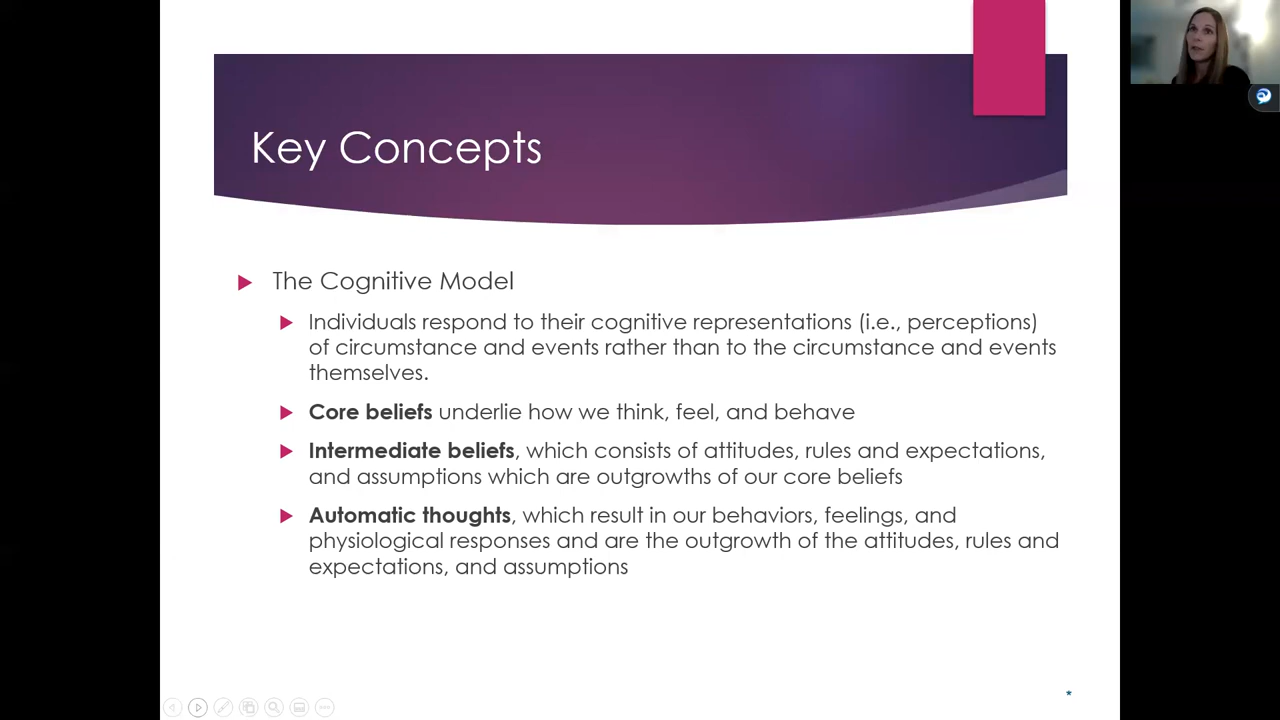 Key Concepts
The Cognitive Model
Individuals respond to their cognitive representations (i.e., perceptions)
of circumstance and events rather than to the circumstance and events
themselves.
Core beliefs underlie how we think, feel, and behave
Intermediate beliefs, which consists of attitudes, rules and expectations,
and assumptions which are outgrowths of our core beliefs
Automatic thoughts, which result in our behaviors, feelings, and
physiological responses and are the outgrowth of the attitudes, rules and
expectations, and assumptions
*